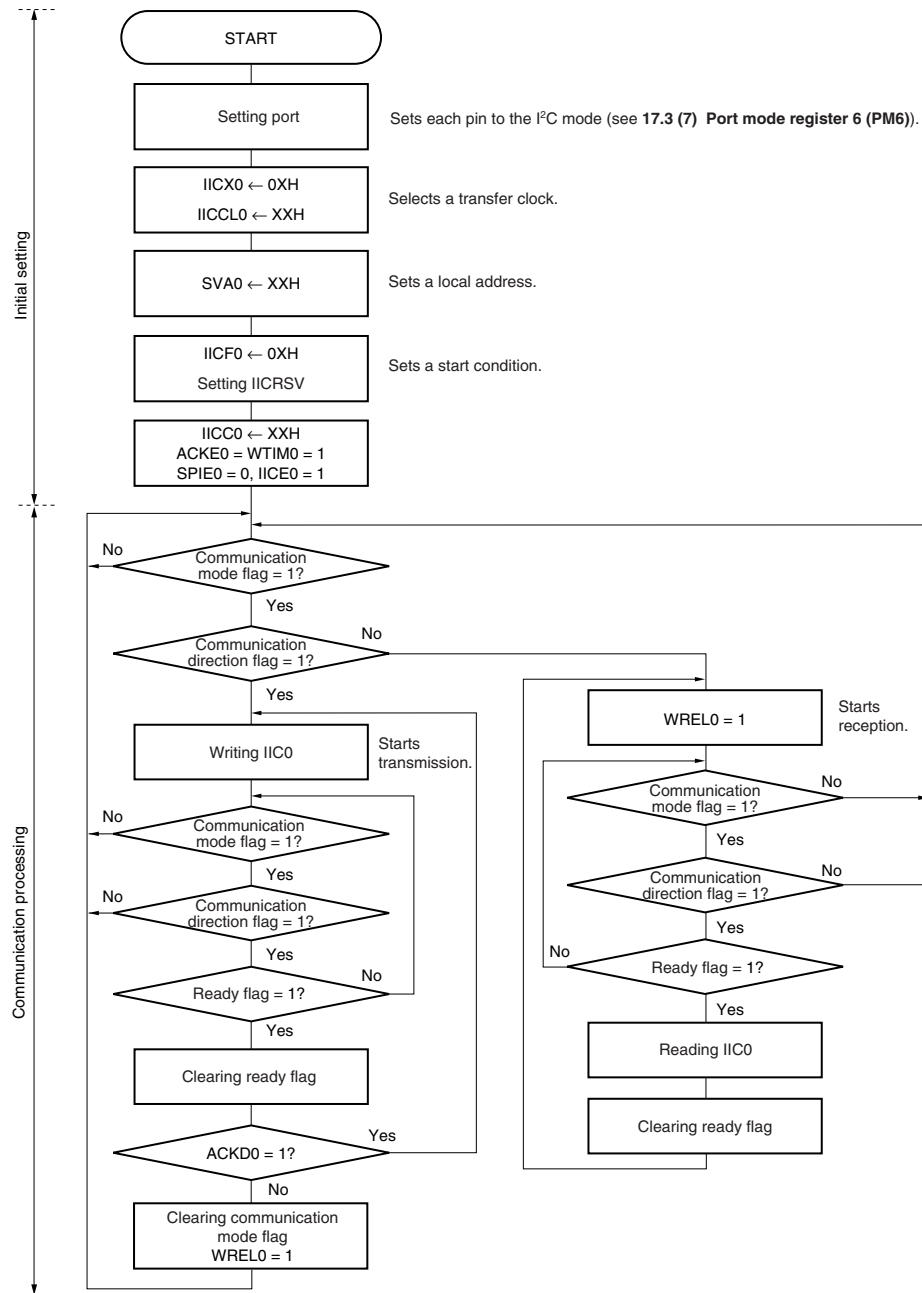 START
Setting port
Sets each pin to the I²C mode (see 17.3 (7) Port mode register 6 (PM6)).
IICX0 ← 0XH
IICCL0 ← XXH
Selects a transfer clock.
Initial setting
SVA0 ← XXH
Sets a local address.
IICF0 ← 0XH
Setting IICRSV
Sets a start condition.
IICC0 ← XXH
ACKE0 = WTIM0 = 1
SPIE0 = 0, IICE0 = 1
No
Communication
mode flag = 1?
Yes
Communication
direction flag = 1?
No
Yes
Writing IIC0
Starts
transmission.
No
Communication
mode flag = 1?
Yes
No
Communication
direction flag = 1?
Yes
Ready flag = 1?
No
Yes
Clearing ready flag
ACKD0 = 1?
Yes
No
Clearing communication
mode flag
WREL0 = 1
Communication processing
WREL0 = 1
Starts
reception.
Communication
mode flag = 1?
No
Yes
Communication
direction flag = 1?
No
Yes
No
Ready flag = 1?
Yes
Reading IIC0
Clearing ready flag